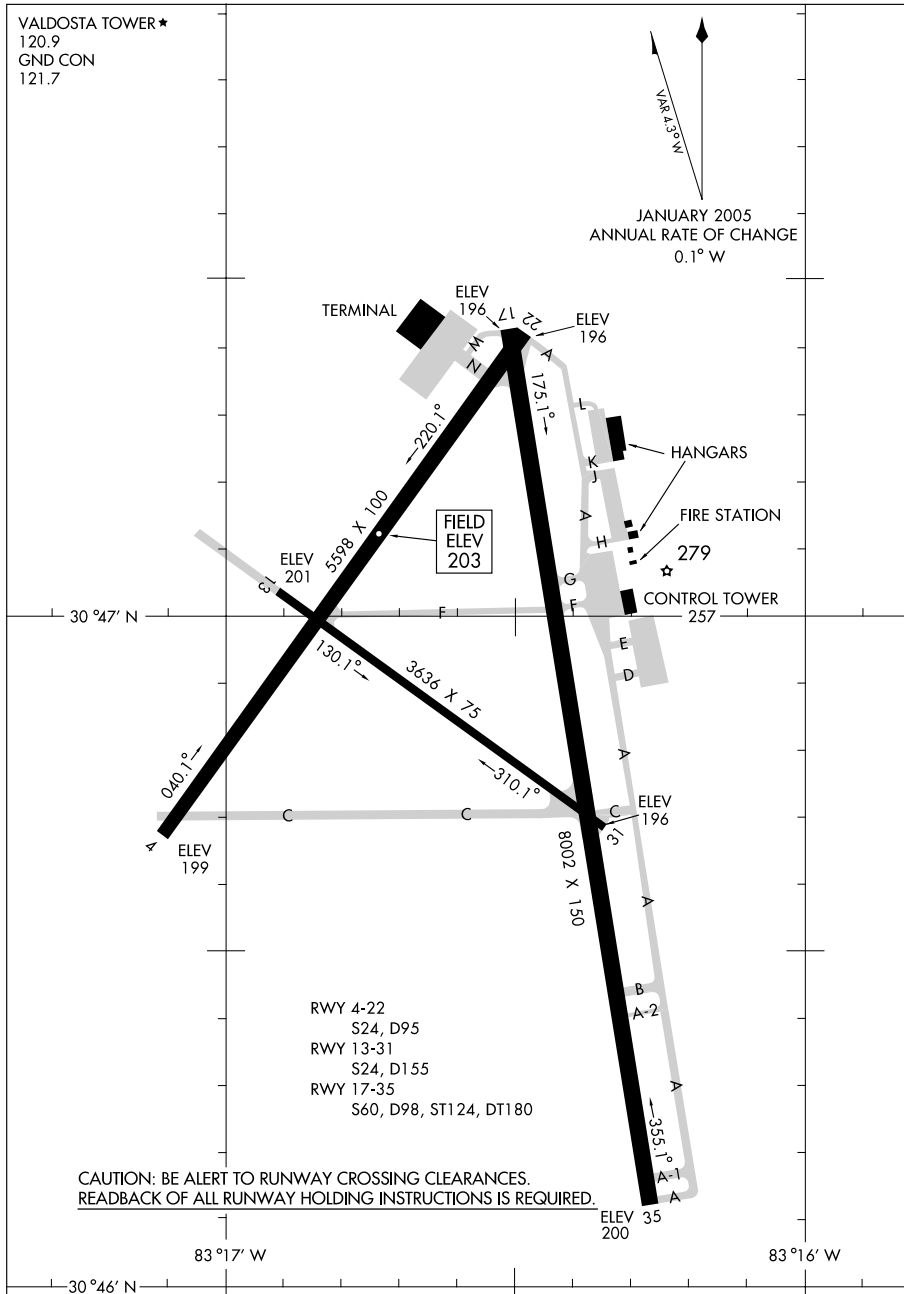 VALDOSTA TOWER★
120.9
GND CON
121.7
VAR 4.3° W
JANUARY 2005
ANNUAL RATE OF CHANGE
0.1° W
ELEV
196
17
22
ELEV
196
TERMINAL
M
N
A
175.1°
L
220.1°
HANGARS
K
J
5598 X 100
A
FIELD
ELEV
203
FIRE STATION
H
279
ELEV
201
13
G
CONTROL TOWER
257
30°47' N
F
F
E
D
130.1°
3636 X 75
A
040.1°
310.1°
C
C
C
ELEV
196
31
4
ELEV
199
8002 X 150
A
B
A-2
RWY 4-22
S24, D95
RWY 13-31
S24, D155
RWY 17-35
S60, D98, ST124, DT180
A
355.1°
A-1
A
CAUTION: BE ALERT TO RUNWAY CROSSING CLEARANCES.
READBACK OF ALL RUNWAY HOLDING INSTRUCTIONS IS REQUIRED.
ELEV
200
35
83°17' W
83°16' W
30°46' N